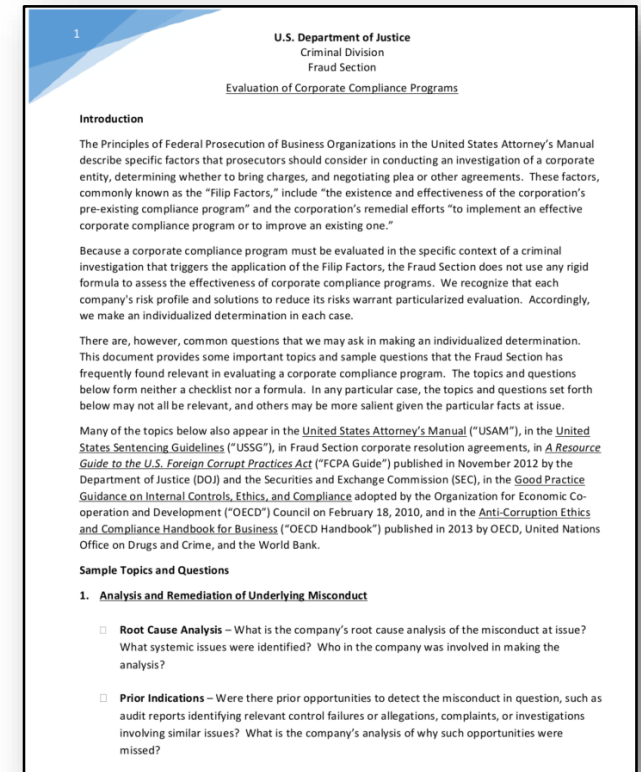 1
U.S. Department of Justice
Criminal Division
Fraud Section
Evaluation of Corporate Compliance Programs
Introduction
The Principles of Federal Prosecution of Business Organizations in the United States Attorney's Manual
describe specific factors that prosecutors should consider in conducting an investigation of a corporate
entity, determining whether to bring charges, and negotiating plea or other agreements. These factors,
commonly known as the "Filip Factors," include "the existence and effectiveness of the corporation's
pre-existing compliance program" and the corporation's remedial efforts "to implement an effective
corporate compliance program or to improve an existing one."
Because a corporate compliance program must be evaluated in the specific context of a criminal
investigation that triggers the application of the Filip Factors, the Fraud Section does not use any rigid
formula to assess the effectiveness of corporate compliance programs. We recognize that each
company's risk profile and solutions to reduce its risks warrant particularized evaluation. Accordingly,
we make an individualized determination in each case.
There are, however, common questions that we may ask in making an individualized determination.
This document provides some important topics and sample questions that the Fraud Section has
frequently found relevant in evaluating a corporate compliance program. The topics and questions
below form neither a checklist nor a formula. In any particular case, the topics and questions set forth
below may not all be relevant, and others may be more salient given the particular facts at issue.
Many of the topics below also appear in the United States Attorney's Manual ("USAM"), in the United
States Sentencing Guidelines ("USSG"), in Fraud Section corporate resolution agreements, in A Resource
Guide to the U.S. Foreign Corrupt Practices Act ("FCPA Guide") published in November 2012 by the
Department of Justice (DOJ) and the Securities and Exchange Commission (SEC), in the Good Practice
Guidance on Internal Controls, Ethics, and Compliance adopted by the Organization for Economic Co-
operation and Development ("OECD") Council on February 18, 2010, and in the Anti-Corruption Ethics
and Compliance Handbook for Business ("OECD Handbook") published in 2013 by OECD, United Nations
Office on Drugs and Crime, and the World Bank.
Sample Topics and Questions
1. Analysis and Remediation of Underlying Misconduct
Root Cause Analysis – What is the company's root cause analysis of the misconduct at issue?
What systemic issues were identified? Who in the company was involved in making the
analysis?
Prior Indications – Were there prior opportunities to detect the misconduct in question, such as
audit reports identifying relevant control failures or allegations, complaints, or investigations
involving similar issues? What is the company's analysis of why such opportunities were
missed?